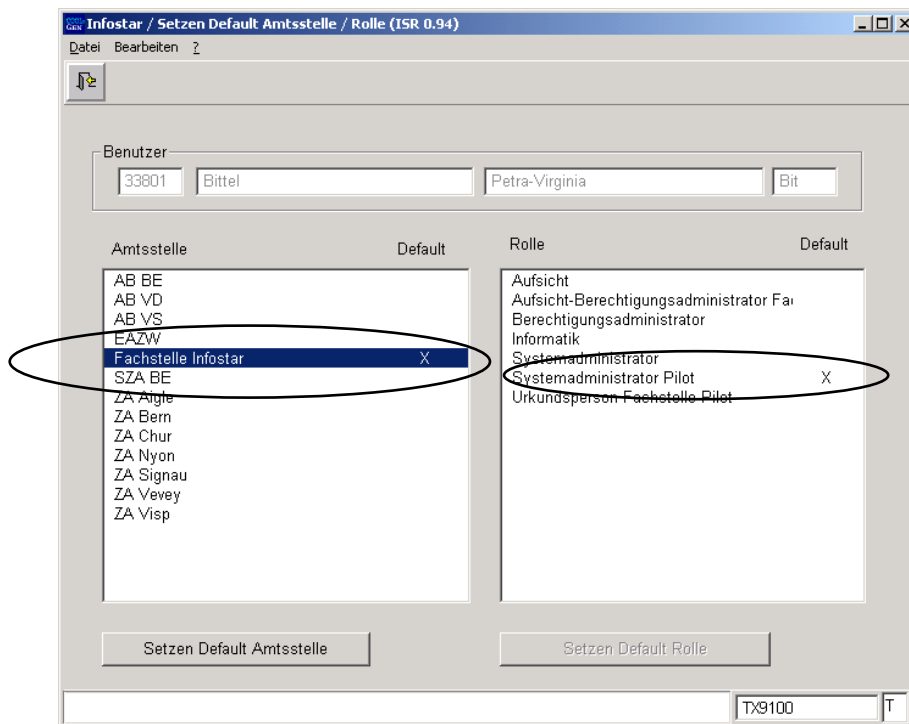 Infostar / Setzen Default Amtsstelle / Rolle (ISR 0.94)
Datei Bearbeiten ?
Benutzer
33801 Bittel Petra-Virginia Bit
Amtsstelle Default
AB BE
AB VD
AB VS
EAZW
Fachstelle Infostar X
SZA BE
ZA Aigle
ZA Bern
ZA Chur
ZA Nyon
ZA Signau
ZA Vevey
ZA Visp
Rolle Default
Aufsicht
Aufsicht-Berechtigungsadministrator Fa
Berechtigungsadministrator
Informatik
Systemadministrator
Systemadministrator Pilot X
Urkundsperson Fachstelle Pilot
Setzen Default Amtsstelle
Setzen Default Rolle
TX9100 T